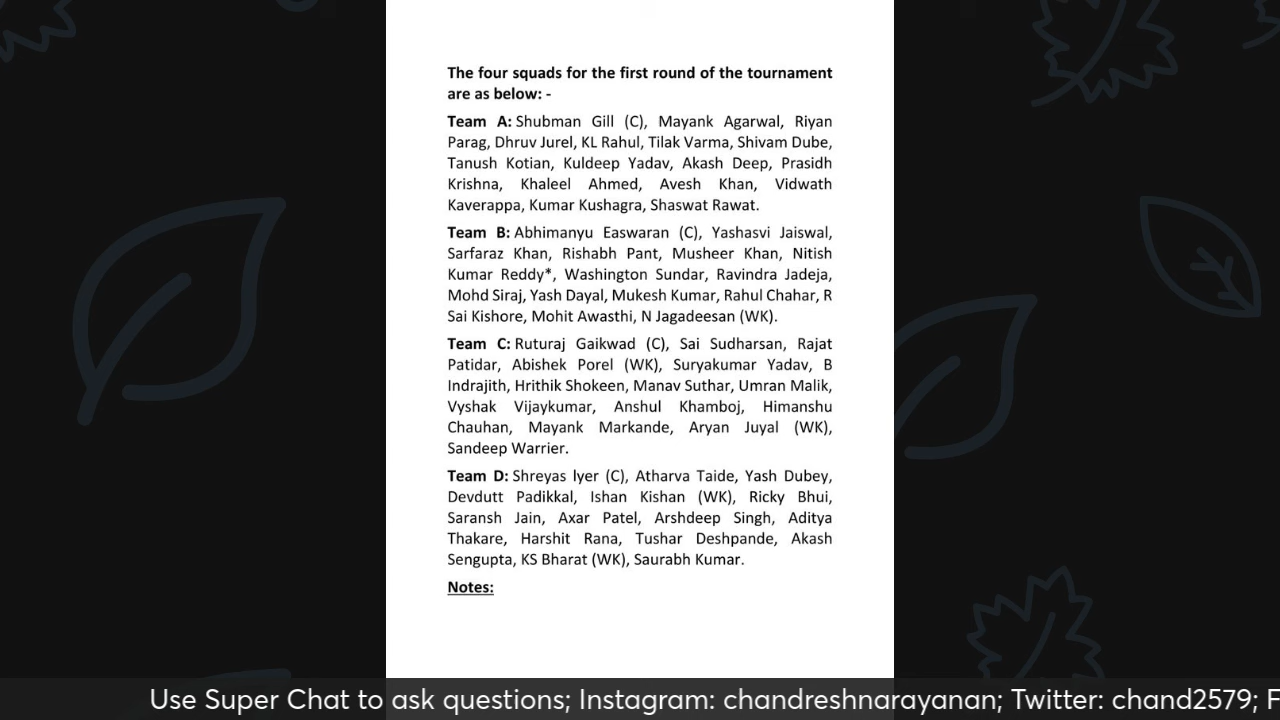 The four squads for the first round of the tournament
are as below: -
Team A: Shubman Gill (C), Mayank Agarwal, Riyan
Parag, Dhruv Jurel, KL Rahul, Tilak Varma, Shivam Dube,
Tanush Kotian, Kuldeep Yadav, Akash Deep, Prasidh
Krishna, Khaleel Ahmed, Avesh Khan, Vidwath
Kaverappa, Kumar Kushagra, Shaswat Rawat.
Team B: Abhimanyu Easwaran (C), Yashasvi Jaiswal,
Sarfaraz Khan, Rishabh Pant, Musheer Khan, Nitish
Kumar Reddy*, Washington Sundar, Ravindra Jadeja,
Mohd Siraj, Yash Dayal, Mukesh Kumar, Rahul Chahar, R
Sai Kishore, Mohit Awasthi, N Jagadeesan (WK).
Team C: Ruturaj Gaikwad (C), Sai Sudharsan, Rajat
Patidar, Abishek Porel (WK), Suryakumar Yadav, B
Indrajith, Hrithik Shokeen, Manav Suthar, Umran Malik,
Vyshak Vijaykumar, Anshul Khamboj, Himanshu
Chauhan, Mayank Markande, Aryan Juyal (WK),
Sandeep Warrier.
Team D: Shreyas lyer (C), Atharva Taide, Yash Dubey,
Devdutt Padikkal, Ishan Kishan (WK), Ricky Bhui,
Saransh Jain, Axar Patel, Arshdeep Singh, Aditya
Thakare, Harshit Rana, Tushar Deshpande, Akash
Sengupta, KS Bharat (WK), Saurabh Kumar.
Notes:
Use Super Chat to ask questions; Instagram: chandreshnarayanan; Twitter: chand2579; F